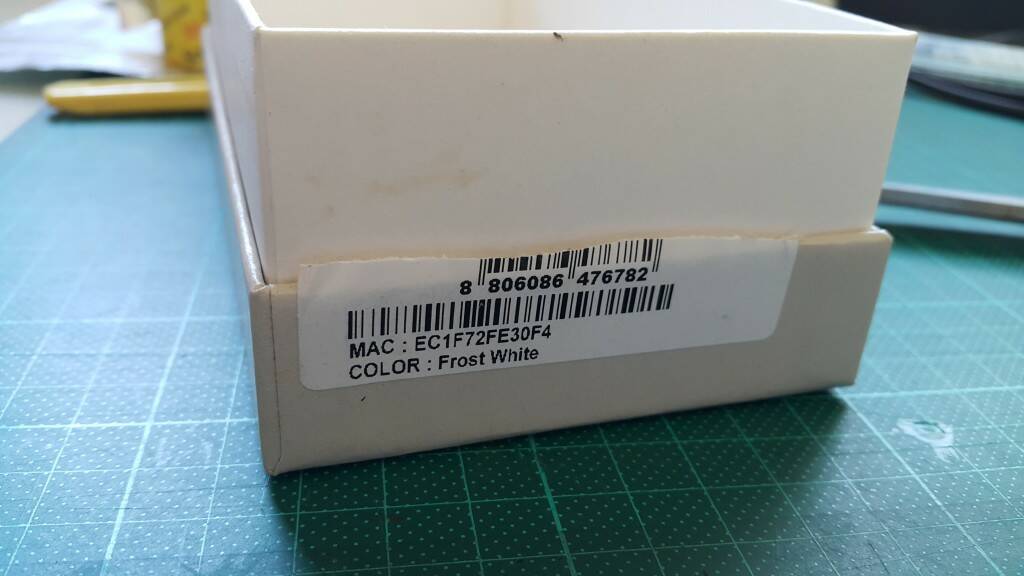 8 806086 476782
MAC : EC1F72FE30F4
COLOR : Frost White